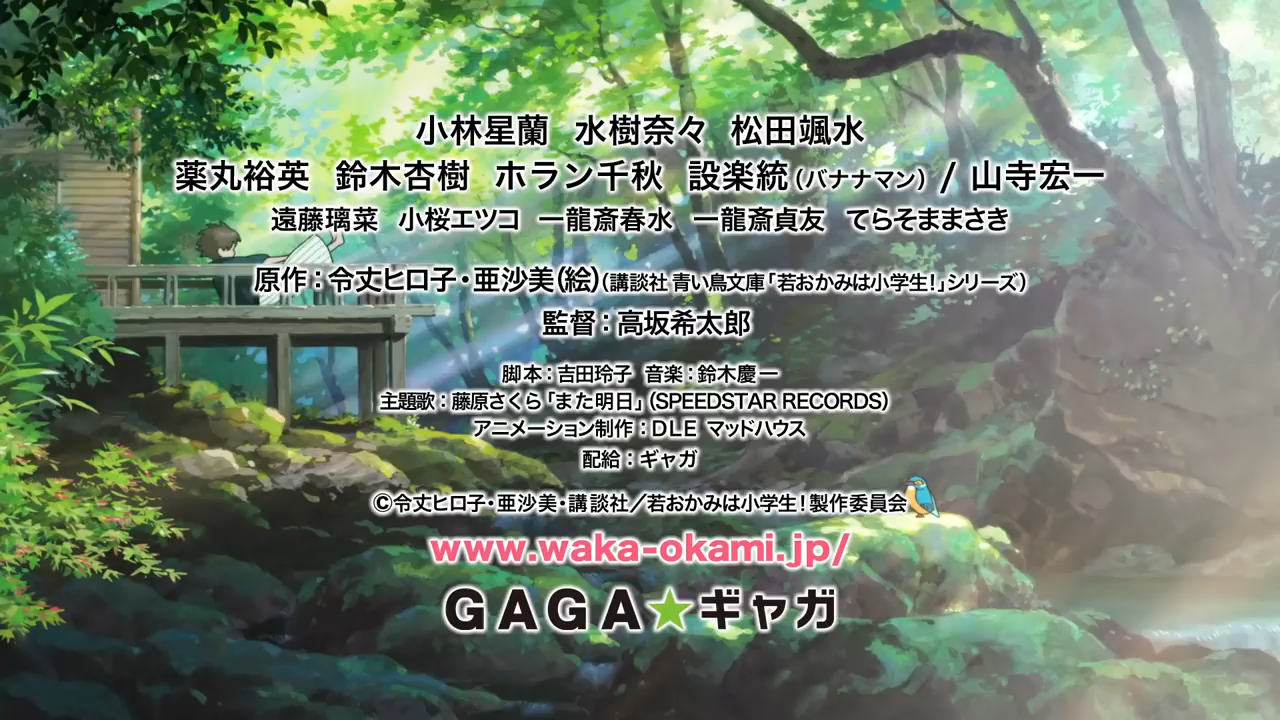 小林星蘭 水樹奈々 松田颯水
薬丸裕英 鈴木杏樹 ホラン千秋 設楽統（バナナマン）/ 山寺宏一
遠藤璃菜 小桜エツコ 一龍斎春水 一龍斎貞友 てらそままさき
原作：令丈ヒロ子・亜沙美（絵）（講談社 青い鳥文庫「若おかみは小学生！」シリーズ）
監督：高坂希太郎
脚本：吉田玲子 音楽：鈴木慶一
主題歌：藤原さくら「また明日」（SPEEDSTAR RECORDS）
アニメーション制作：DLE マッドハウス
配給：ギャガ
©令丈ヒロ子・亜沙美・講談社／若おかみは小学生！製作委員会
www.waka-okami.jp/
GAGA★ギャガ